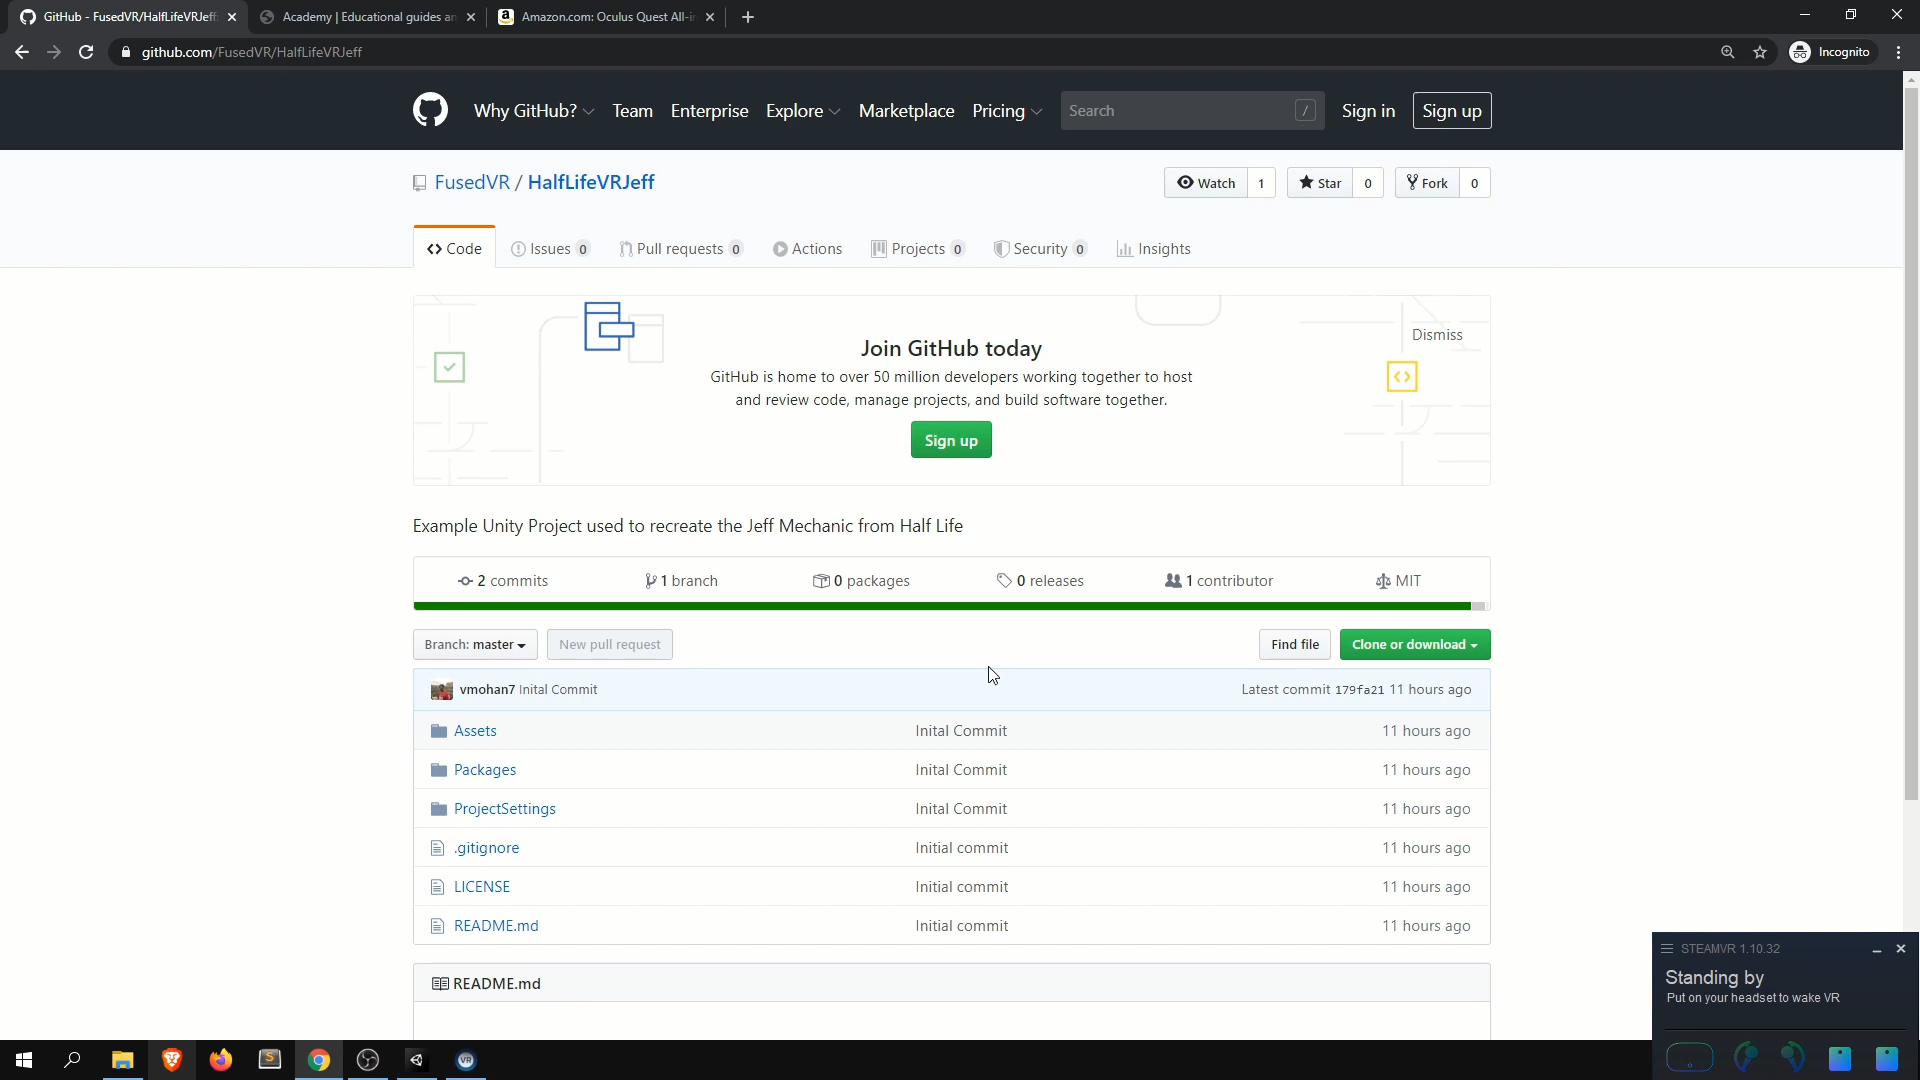 GitHub - FusedVR/HalfLifeVRJeff:
Academy | Educational guides an
Amazon.com: Oculus Quest All-in
github.com/FusedVR/HalfLifeVRJeff
Incognito
Why GitHub?
Team
Enterprise
Explore
Marketplace
Pricing
Search
/
Sign in
Sign up
FusedVR / HalfLifeVRJeff
Watch 1
Star 0
Fork 0
Code
Issues 0
Pull requests 0
Actions
Projects 0
Security 0
Insights
Dismiss
Join GitHub today
GitHub is home to over 50 million developers working together to host
and review code, manage projects, and build software together.
Sign up
Example Unity Project used to recreate the Jeff Mechanic from Half Life
2 commits
1 branch
0 packages
0 releases
1 contributor
MIT
Branch: master
New pull request
Find file
Clone or download
vmohan7 Inital Commit
Latest commit 179fa21 11 hours ago
Assets Inital Commit 11 hours ago
Packages Inital Commit 11 hours ago
ProjectSettings Inital Commit 11 hours ago
.gitignore Initial commit 11 hours ago
LICENSE Initial commit 11 hours ago
README.md Initial commit 11 hours ago
README.md
STEAMVR 1.10.32
Standing by
Put on your headset to wake VR
VR